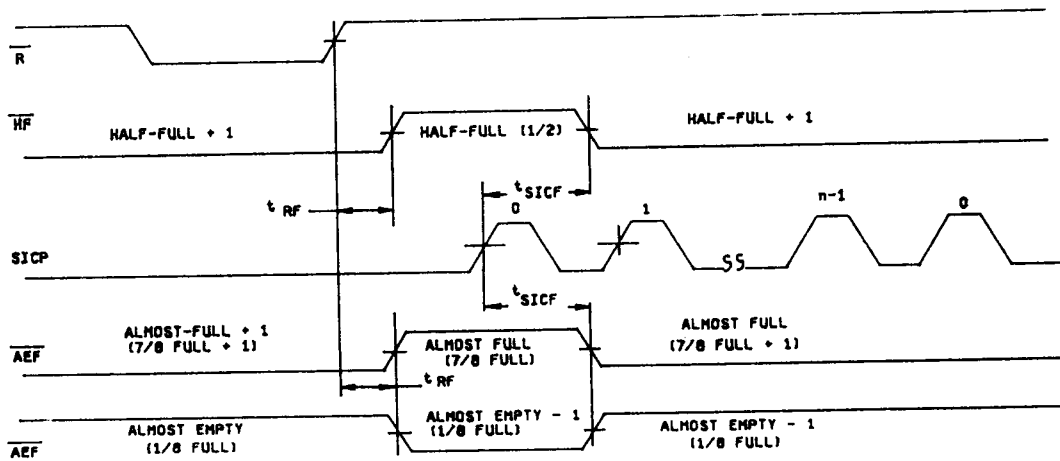 R
HF
HALF-FULL + 1
HALF-FULL (1/2)
HALF-FULL + 1
t RF
t SICF
0
1
n-1
0
SICP
SS
t SICF
AEF
ALMOST-FULL + 1
(7/8 FULL + 1)
ALMOST FULL
(7/8 FULL)
ALMOST FULL
(7/8 FULL + 1)
t RF
AEF
ALMOST EMPTY
(1/8 FULL)
ALMOST EMPTY - 1
(1/8 FULL)
ALMOST EMPTY - 1
(1/8 FULL)